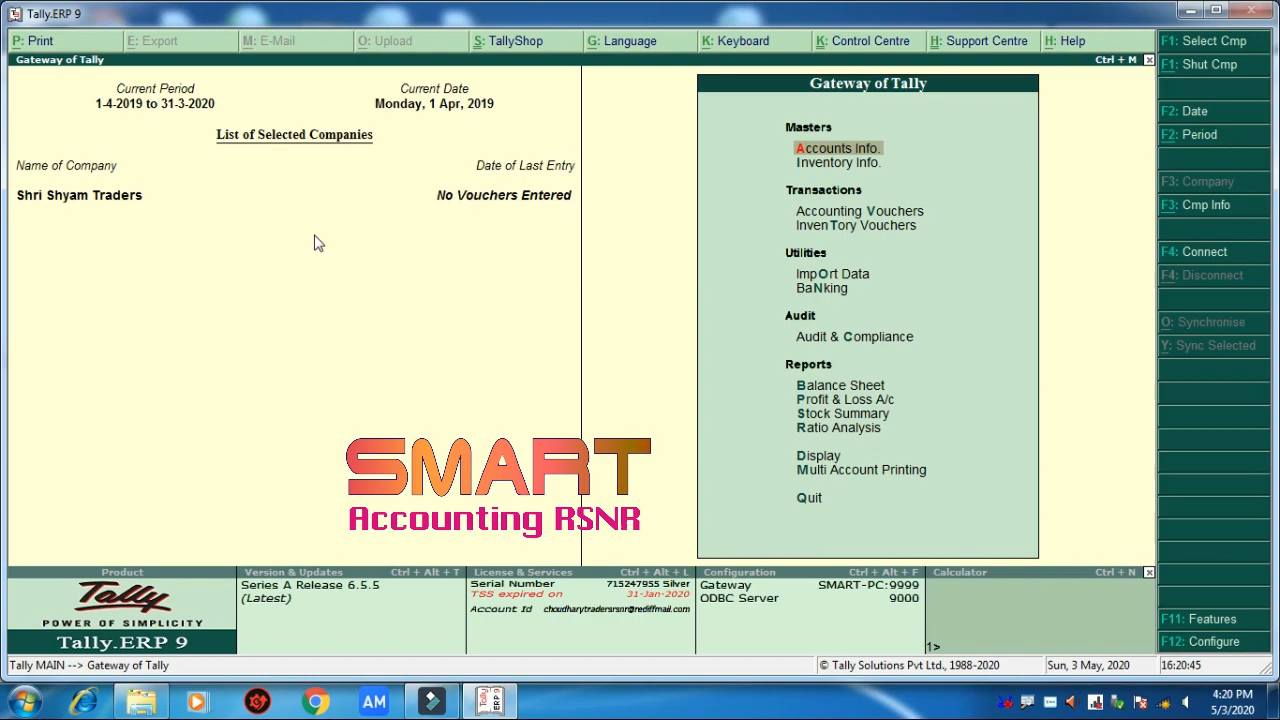 Tally.ERP 9
P: Print
E: Export
M: E-Mail
O: Upload
S: TallyShop
G: Language
K: Keyboard
K: Control Centre
H: Support Centre
H: Help
Gateway of Tally
Ctrl + M
Current Period
1-4-2019 to 31-3-2020
Current Date
Monday, 1 Apr, 2019
List of Selected Companies
Name of Company
Date of Last Entry
Shri Shyam Traders
No Vouchers Entered
Gateway of Tally
Masters
Accounts Info.
Inventory Info.
Transactions
Accounting Vouchers
InvenTory Vouchers
Utilities
ImpOrt Data
BaNking
Audit
Audit & Compliance
Reports
Balance Sheet
Profit & Loss A/c
Stock Summary
Ratio Analysis
Display
Multi Account Printing
Quit
F1: Select Cmp
F1: Shut Cmp
F2: Date
F2: Period
F3: Company
F3: Cmp Info
F4: Connect
F4: Disconnect
O: Synchronise
Y: Sync Selected
F11: Features
F12: Configure
SMART
Accounting RSNR
Product
Tally
POWER OF SIMPLICITY
Tally.ERP 9
Version & Updates
Ctrl + Alt + T
Series A Release 6.5.5
(Latest)
License & Services
Ctrl + Alt + L
Serial Number
715247955 Silver
TSS expired on
31-Jan-2020
Account Id
choudharytradersrsnr@rediffmail.com
Configuration
Ctrl + Alt + F
Gateway
SMART-PC:9999
ODBC Server
9000
Calculator
Ctrl + N
1>
Tally MAIN --> Gateway of Tally
© Tally Solutions Pvt Ltd., 1988-2020
Sun, 3 May, 2020
16:20:45
AM
Tally
ERP 9
4:20 PM
5/3/2020